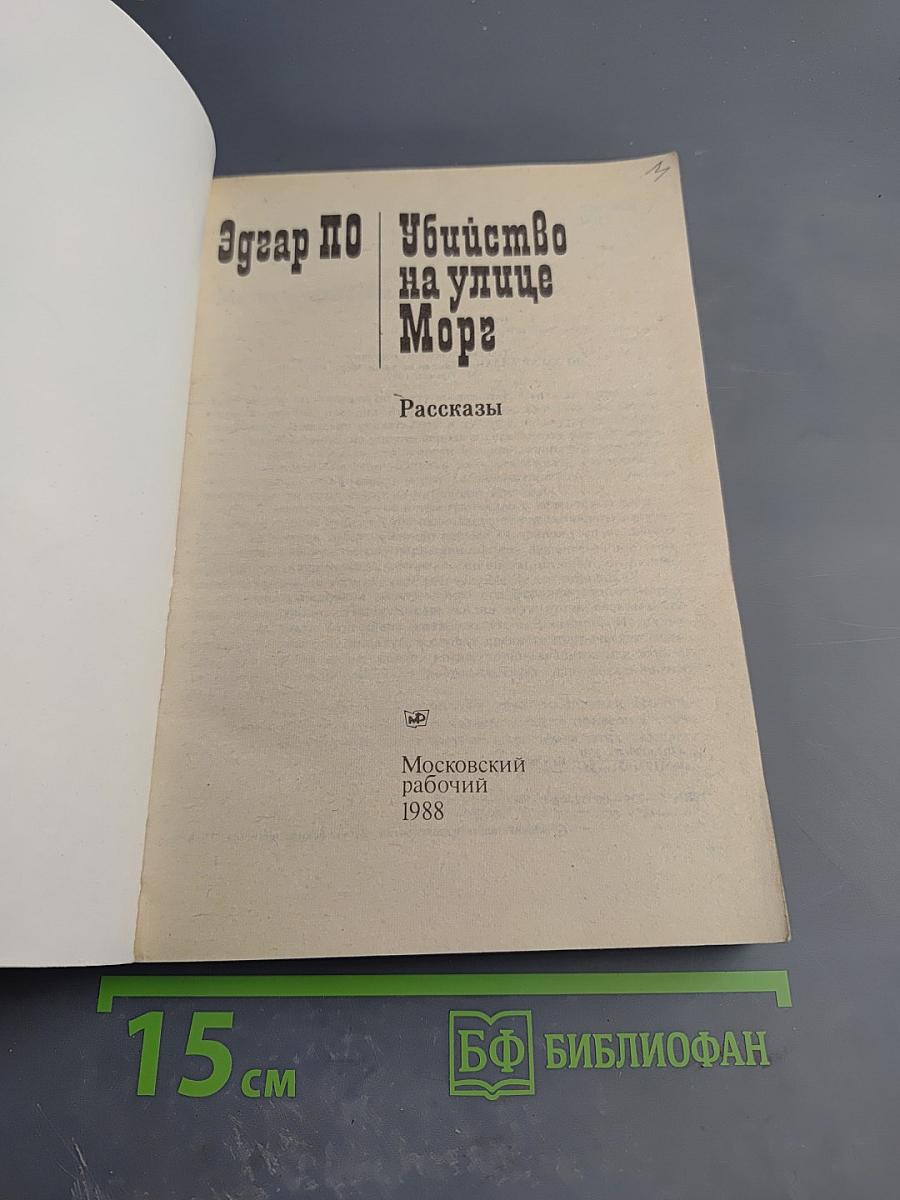 Эдгар ПО
Убийство
на улице
Морг
Рассказы
МР
Московский
рабочий
1988
15 см
БФ БИБЛИОФАН